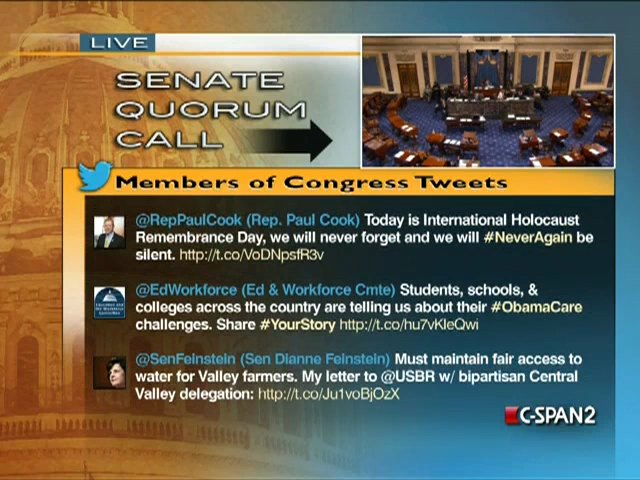 LIVE
SENATE
QUORUM
CALL
Members of Congress Tweets
@RepPaulCook (Rep. Paul Cook) Today is International Holocaust
Remembrance Day, we will never forget and we will #NeverAgain be
silent. http://t.co/VoDNpsfR3v
@EdWorkforce (Ed & Workforce Cmte) Students, schools, &
colleges across the country are telling us about their #ObamaCare
challenges. Share #YourStory http://t.co/hu7vKleQwi
@SenFeinstein (Sen Dianne Feinstein) Must maintain fair access to
water for Valley farmers. My letter to @USBR w/ bipartisan Central
Valley delegation: http://t.co/Ju1voBjOzX
C-SPAN2